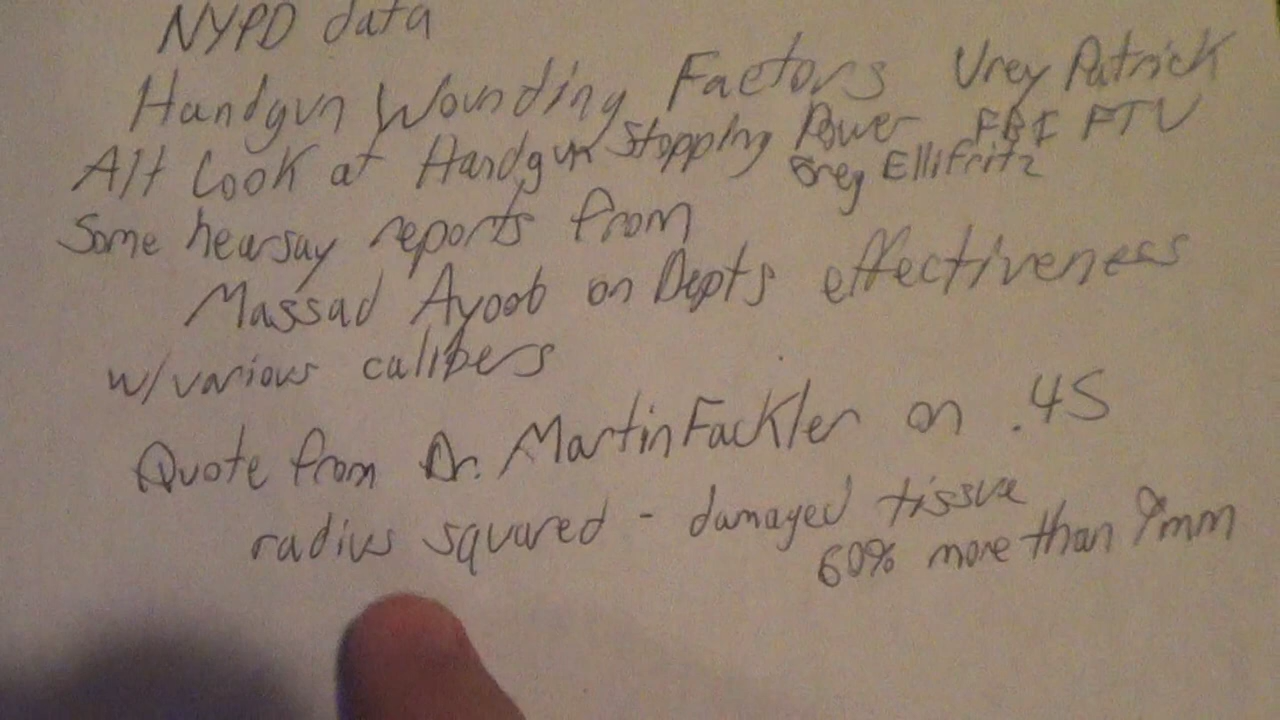 NYPD data
Handgun Wounding Factors Urey Patrick
FBI FTU
Alt Look at Handgun Stopping Power
Greg Ellifritz
Some hearsay reports from
Massad Ayoob on Depts effectiveness
w/various calibers
Quote from Dr. Martin Fackler on .45
radius squared - damaged tissue
60% more than 9mm